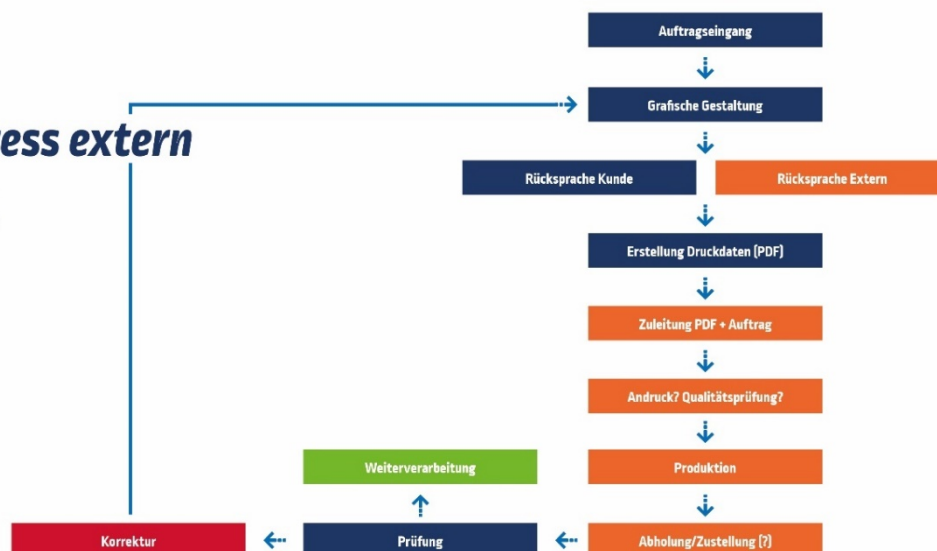 Auftragseingang
Grafische Gestaltung
ess extern
Rücksprache Kunde
Rücksprache Extern
Erstellung Druckdaten (PDF)
Zuleitung PDF + Auftrag
Andruck? Qualitätsprüfung?
Weiterverarbeitung
Produktion
Korrektur
Prüfung
Abholung/Zustellung (?)